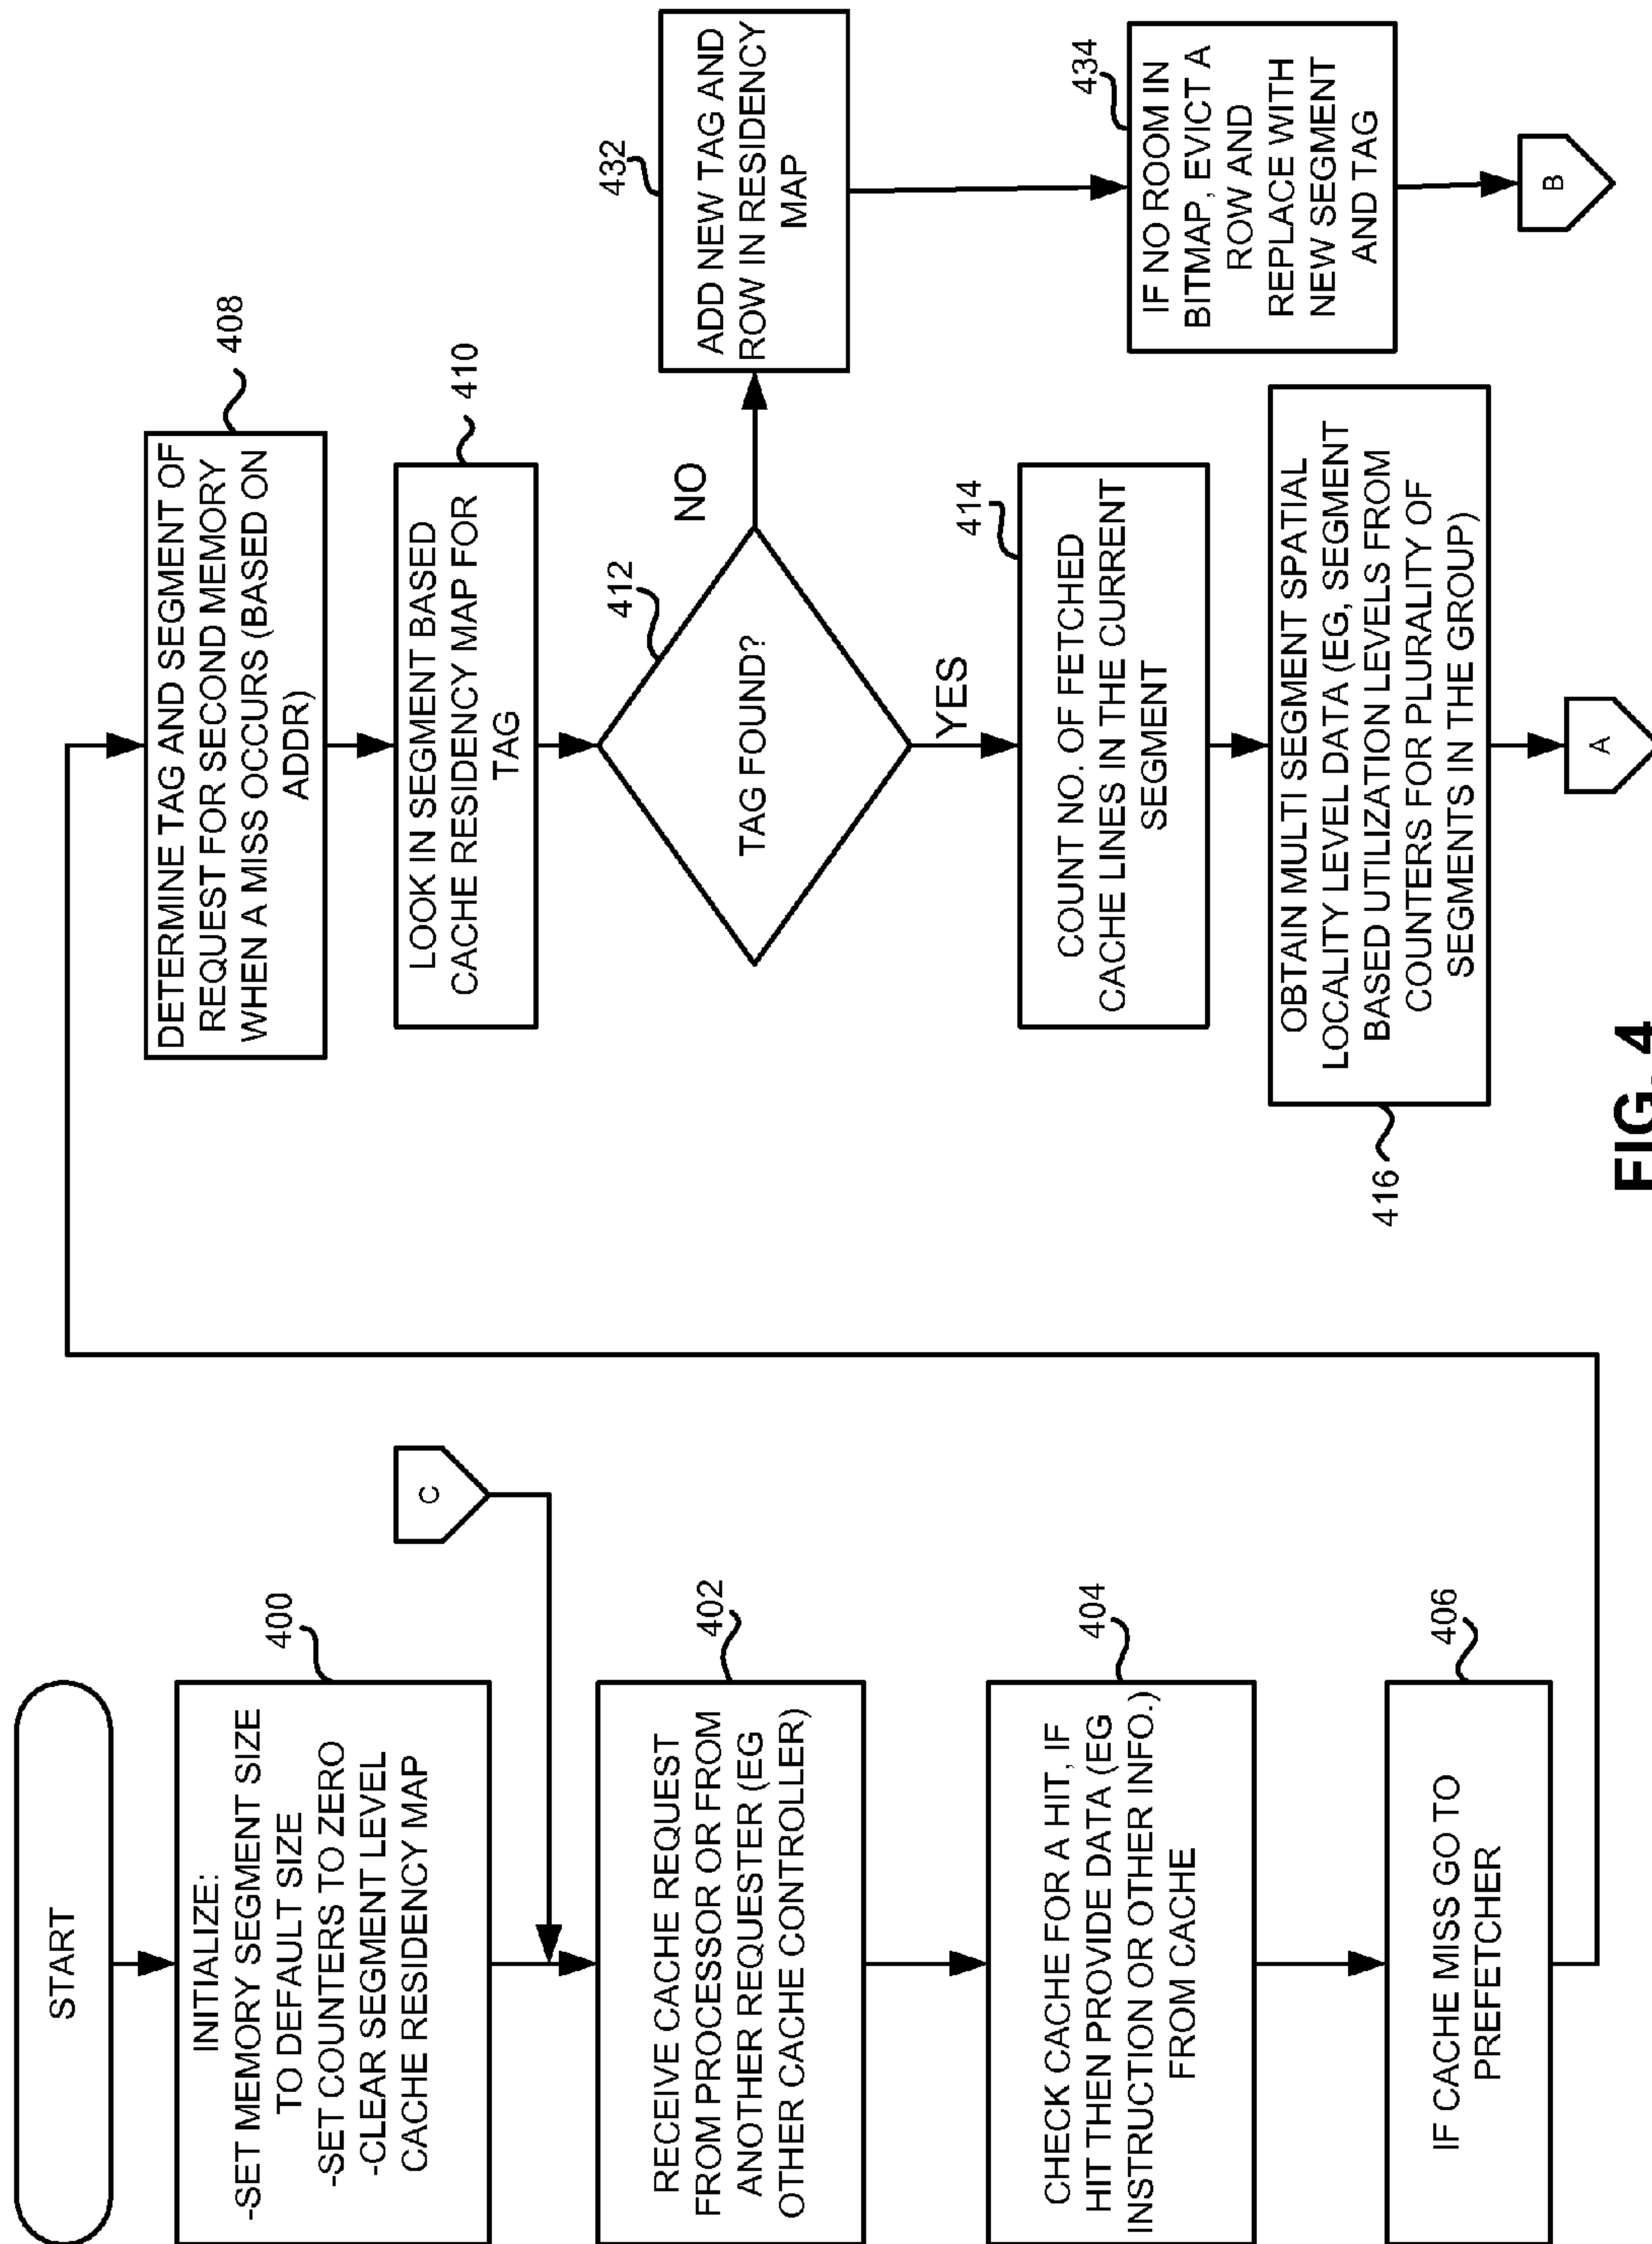 START
400
INITIALIZE:
-SET MEMORY SEGMENT SIZE
TO DEFAULT SIZE
-SET COUNTERS TO ZERO
-CLEAR SEGMENT LEVEL
CACHE RESIDENCY MAP
C
402
RECEIVE CACHE REQUEST
FROM PROCESSOR OR FROM
ANOTHER REQUESTER (EG
OTHER CACHE CONTROLLER)
404
CHECK CACHE FOR A HIT, IF
HIT THEN PROVIDE DATA (EG
INSTRUCTION OR OTHER INFO.)
FROM CACHE
406
IF CACHE MISS GO TO
PREFETCHER
408
DETERMINE TAG AND SEGMENT OF
REQUEST FOR SECOND MEMORY
WHEN A MISS OCCURS (BASED ON
ADDR)
410
LOOK IN SEGMENT BASED
CACHE RESIDENCY MAP FOR
TAG
412
TAG FOUND?
NO
432
ADD NEW TAG AND
ROW IN RESIDENCY
MAP
434
IF NO ROOM IN
BITMAP, EVICT A
ROW AND
REPLACE WITH
NEW SEGMENT
AND TAG
B
YES
414
COUNT NO. OF FETCHED
CACHE LINES IN THE CURRENT
SEGMENT
416
OBTAIN MULTI SEGMENT SPATIAL
LOCALITY LEVEL DATA (EG, SEGMENT
BASED UTILIZATION LEVELS FROM
COUNTERS FOR PLURALITY OF
SEGMENTS IN THE GROUP)
A
FIG. 4